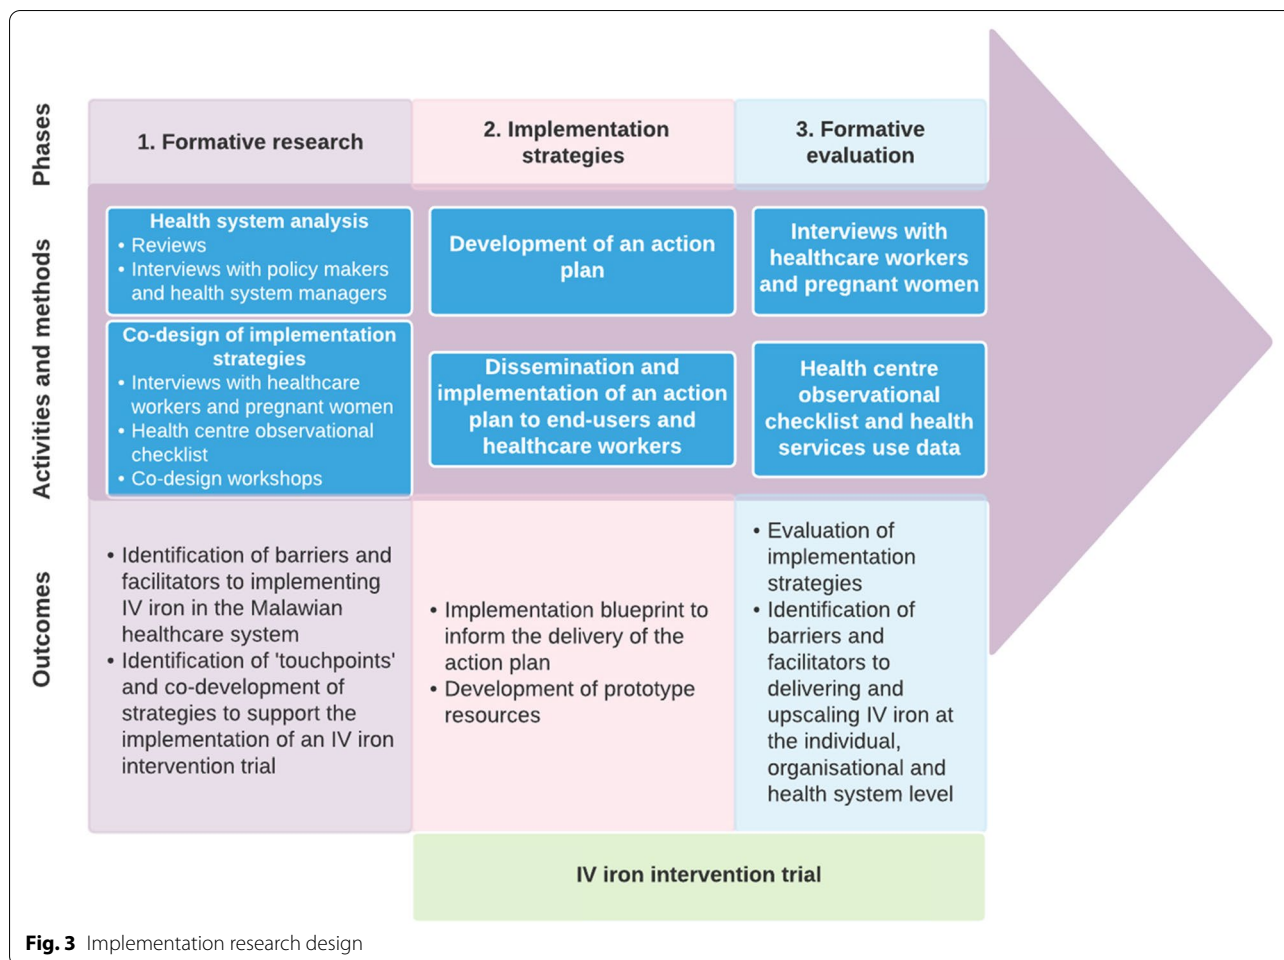 Phases
1. Formative research
2. Implementation
strategies
3. Formative
evaluation
Activities and methods
Health system analysis
• Reviews
• Interviews with policy makers
and health system managers
Co-design of implementation
strategies
• Interviews with healthcare
workers and pregnant women
• Health centre observational
checklist
• Co-design workshops
Development of an action
plan
Dissemination and
implementation of an action
plan to end-users and
healthcare workers
Interviews with
healthcare workers
and pregnant women
Health centre
observational
checklist and health
services use data
Outcomes
• Identification of barriers and
facilitators to implementing
IV iron in the Malawian
healthcare system
• Identification of 'touchpoints'
and co-development of
strategies to support the
implementation of an IV iron
intervention trial
• Implementation blueprint to
inform the delivery of the
action plan
• Development of prototype
resources
• Evaluation of
implementation
strategies
• Identification of
barriers and
facilitators to
delivering and
upscaling IV iron at
the individual,
organisational and
health system level
IV iron intervention trial
Fig. 3 Implementation research design